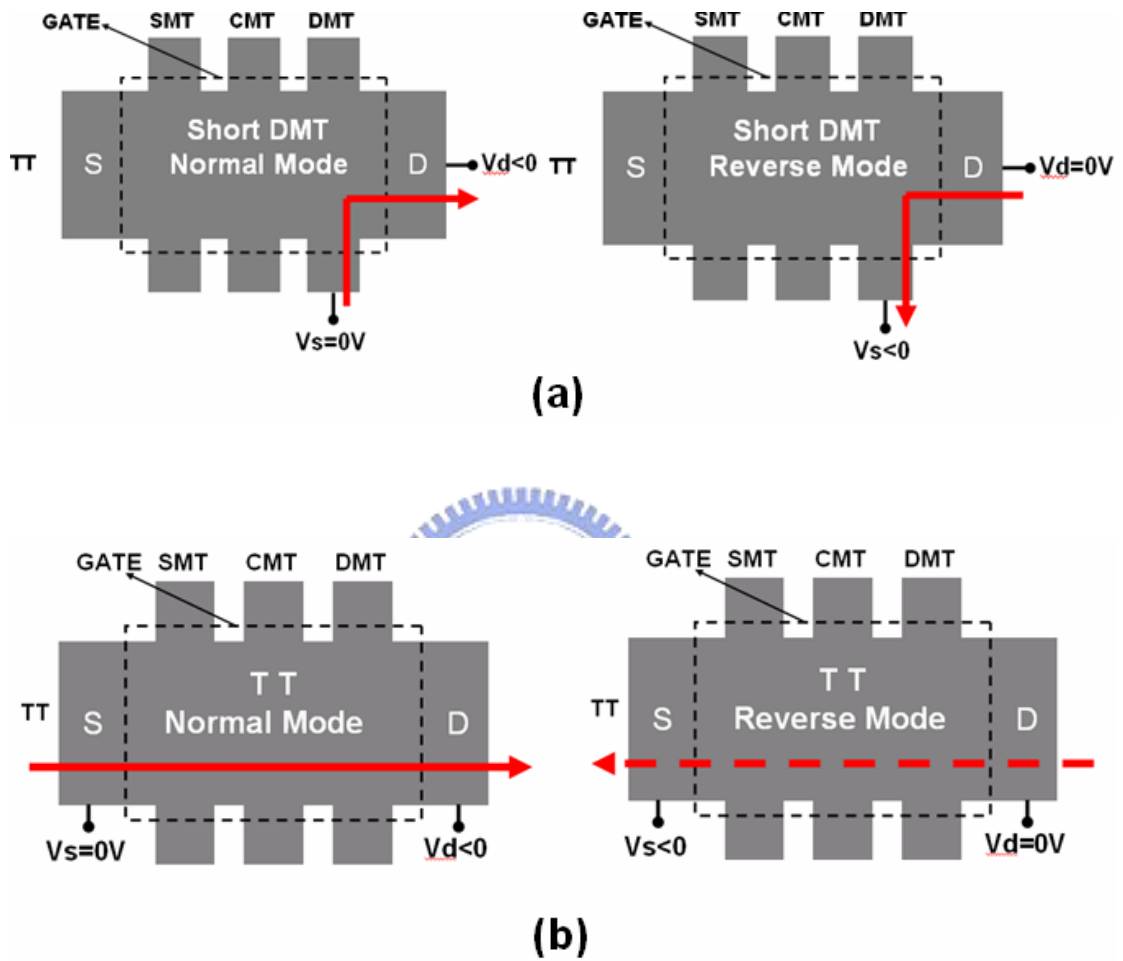 GATE SMT CMT DMT
TT S Short DMT D Vd<0
Normal Mode
Vs=0V
GATE SMT CMT DMT
TT S Short DMT D Vd=0V
Reverse Mode
Vs<0
(a)
GATE SMT CMT DMT
TT S T T D
Normal Mode
Vs=0V Vd<0
GATE SMT CMT DMT
TT S T T D
Reverse Mode
Vs<0 Vd=0V
(b)